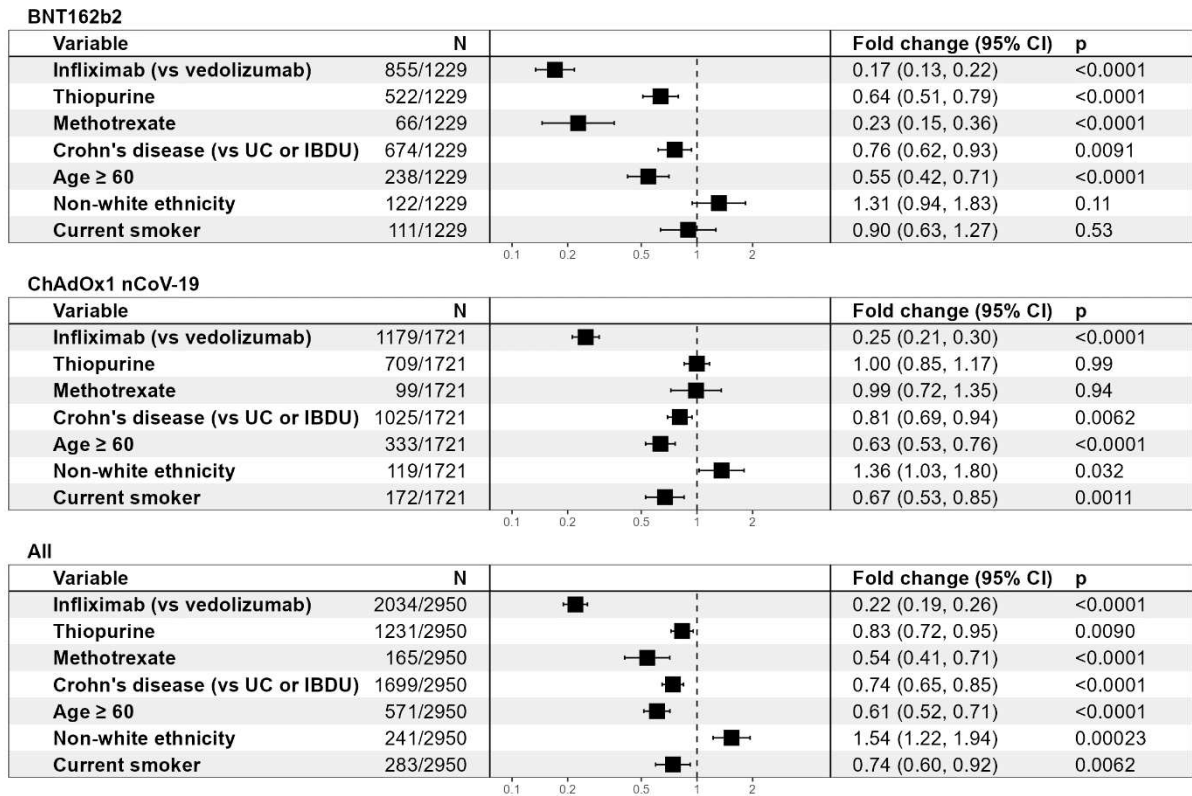 BNT162b2
Variable N Fold change (95% CI) p
Infliximab (vs vedolizumab) 855/1229 0.17 (0.13, 0.22) <0.0001
Thiopurine 522/1229 0.64 (0.51, 0.79) <0.0001
Methotrexate 66/1229 0.23 (0.15, 0.36) <0.0001
Crohn's disease (vs UC or IBDU) 674/1229 0.76 (0.62, 0.93) 0.0091
Age ≥ 60 238/1229 0.55 (0.42, 0.71) <0.0001
Non-white ethnicity 122/1229 1.31 (0.94, 1.83) 0.11
Current smoker 111/1229 0.90 (0.63, 1.27) 0.53
0.1 0.2 0.5 1 2
ChAdOx1 nCoV-19
Variable N Fold change (95% CI) p
Infliximab (vs vedolizumab) 1179/1721 0.25 (0.21, 0.30) <0.0001
Thiopurine 709/1721 1.00 (0.85, 1.17) 0.99
Methotrexate 99/1721 0.99 (0.72, 1.35) 0.94
Crohn's disease (vs UC or IBDU) 1025/1721 0.81 (0.69, 0.94) 0.0062
Age ≥ 60 333/1721 0.63 (0.53, 0.76) <0.0001
Non-white ethnicity 119/1721 1.36 (1.03, 1.80) 0.032
Current smoker 172/1721 0.67 (0.53, 0.85) 0.0011
0.1 0.2 0.5 1 2
All
Variable N Fold change (95% CI) p
Infliximab (vs vedolizumab) 2034/2950 0.22 (0.19, 0.26) <0.0001
Thiopurine 1231/2950 0.83 (0.72, 0.95) 0.0090
Methotrexate 165/2950 0.54 (0.41, 0.71) <0.0001
Crohn's disease (vs UC or IBDU) 1699/2950 0.74 (0.65, 0.85) <0.0001
Age ≥ 60 571/2950 0.61 (0.52, 0.71) <0.0001
Non-white ethnicity 241/2950 1.54 (1.22, 1.94) 0.00023
Current smoker 283/2950 0.74 (0.60, 0.92) 0.0062
0.1 0.2 0.5 1 2